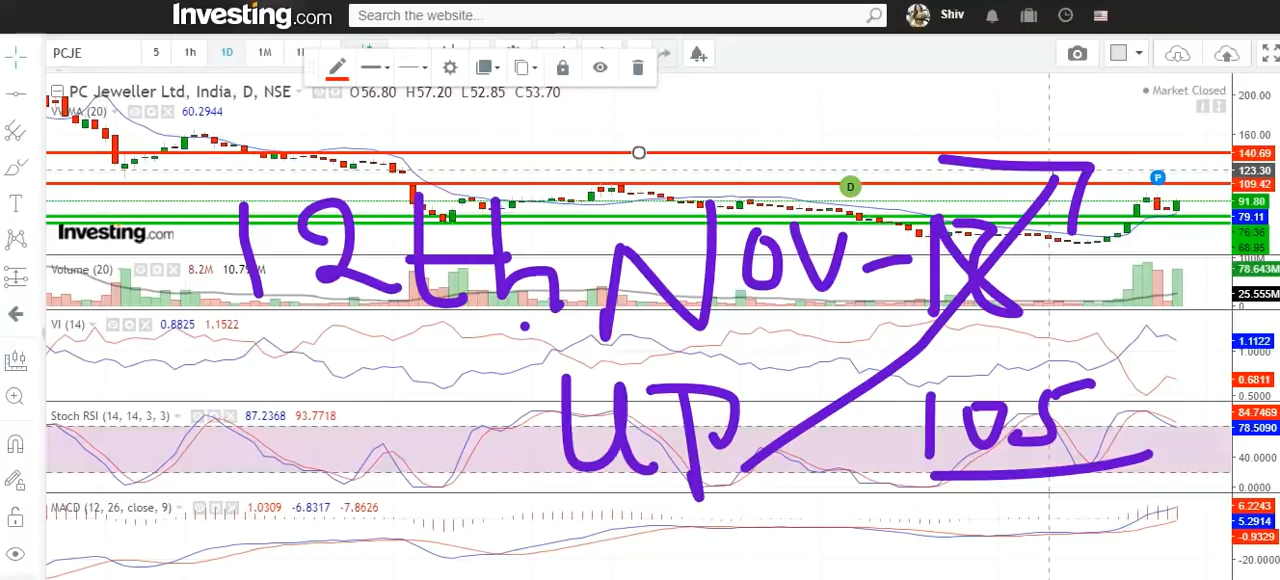 Investing.com
Search the website...
Shiv
PCJE
5 1h 1D 1M
PC Jeweller Ltd, India, D, NSE O56.80 H57.20 L52.85 C53.70
Market Closed
200.00
(20) 60.2944
160.00
140.69
123.30
109.42
D
P
91.80
79.11
76.36
68.95
Investing.com
12th. Nov-18
Volume (20) 8.2M
78.643M
25.555M
0
VI (14) 0.8825 1.1522
1.1122
1.0000
0.6811
0.5000
UP
105
Stoch RSI (14, 14, 3, 3) 87.2368 93.7718
84.7469
78.5090
40.0000
0.0000
MACD (12, 26, close, 9) 1.0309 -6.8317 -7.8626
6.2243
5.2914
-0.9329
-20.0000